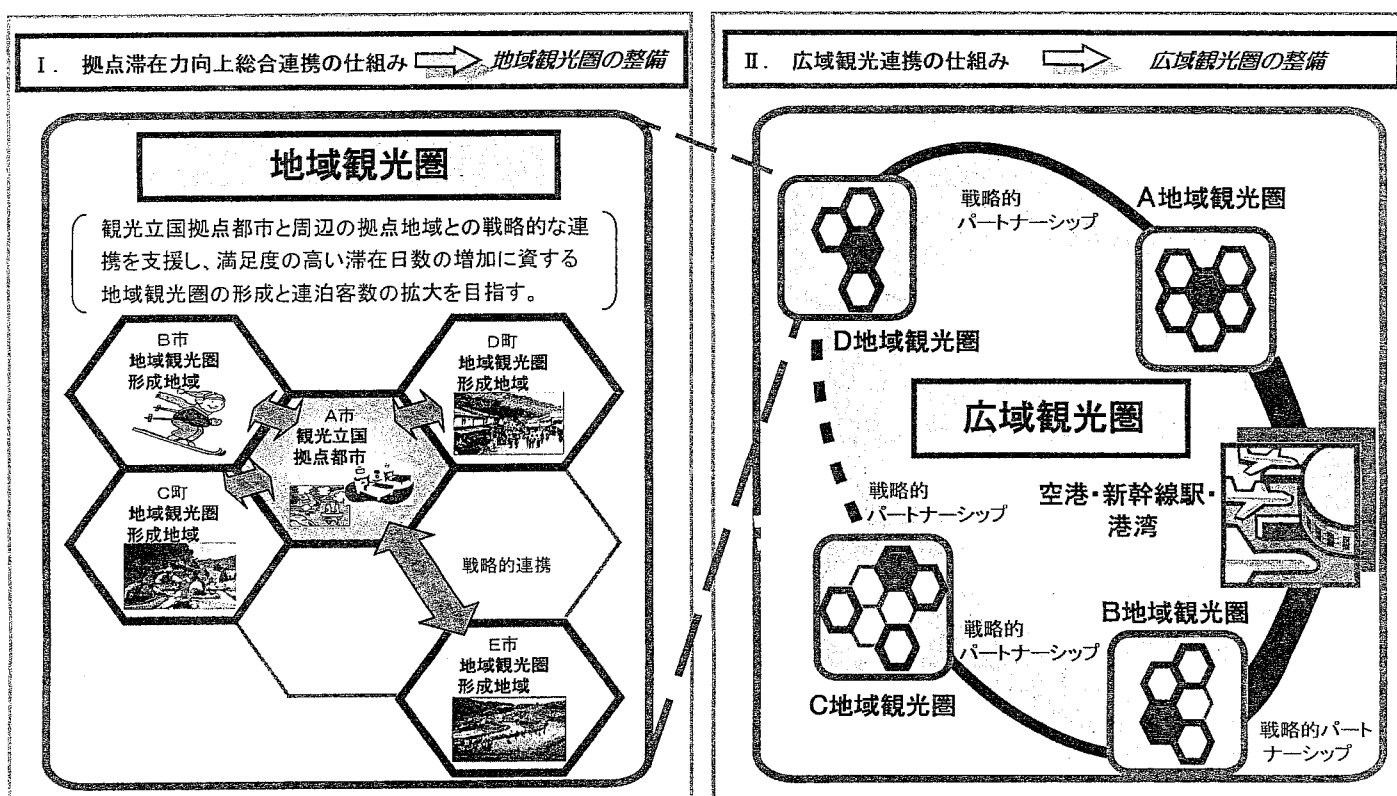 Ⅰ. 拠点滞在力向上総合連携の仕組み 地域観光圏の整備
地域観光圏
観光立国拠点都市と周辺の拠点地域との戦略的な連
携を支援し、満足度の高い滞在日数の増加に資する
地域観光圏の形成と連泊客数の拡大を目指す。
B市
地域観光圏
形成地域
D町
地域観光圏
形成地域
A市
観光立国
拠点都市
C町
地域観光圏
形成地域
戦略的連携
E市
地域観光圏
形成地域
Ⅱ. 広域観光連携の仕組み 広域観光圏の整備
戦略的
パートナーシップ
A地域観光圏
D地域観光圏
広域観光圏
戦略的
パートナーシップ
空港・新幹線駅・
港湾
B地域観光圏
戦略的
パートナーシップ
C地域観光圏
戦略的パート
ナーシップ